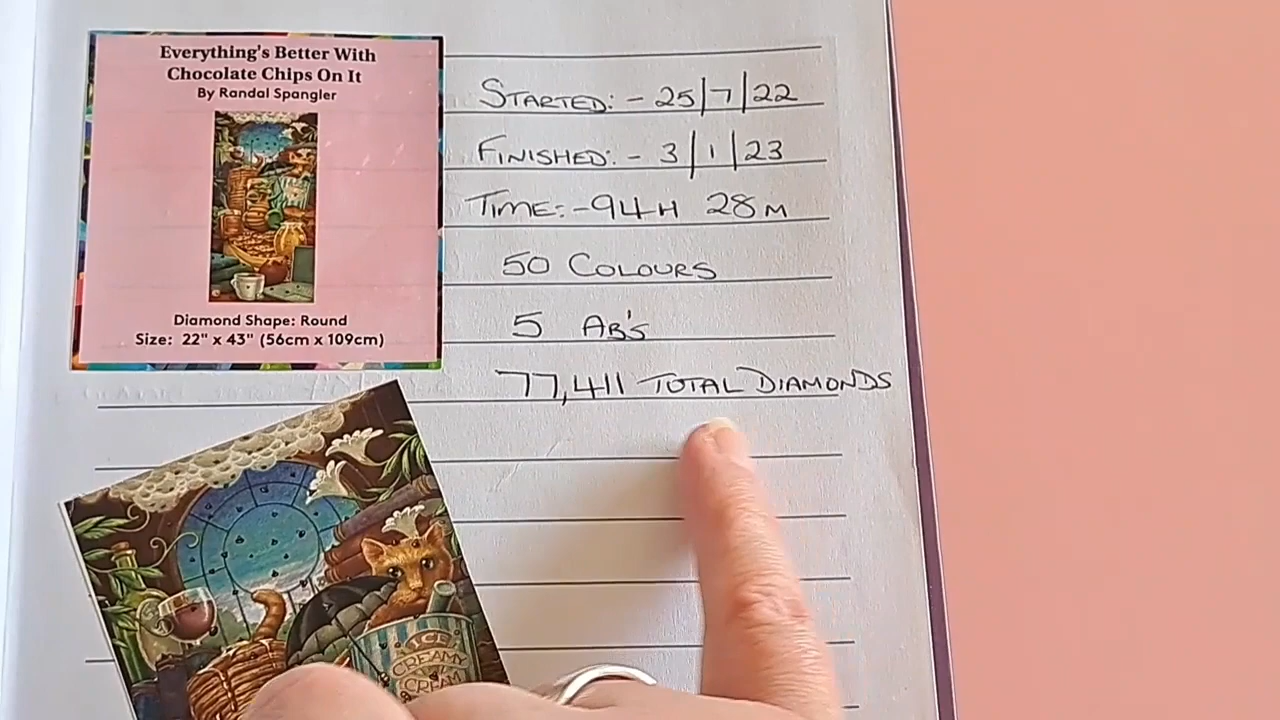 Everything's Better With
Chocolate Chips On It
By Randal Spangler
Diamond Shape: Round
Size: 22" x 43" (56cm x 109cm)
STARTED: - 25/7/22
FINISHED: - 3/1/23
TIME: - 94H 28M
50 COLOURS
5 AB'S
77,411 TOTAL DIAMONDS
ICE
CREAMY
CREAM